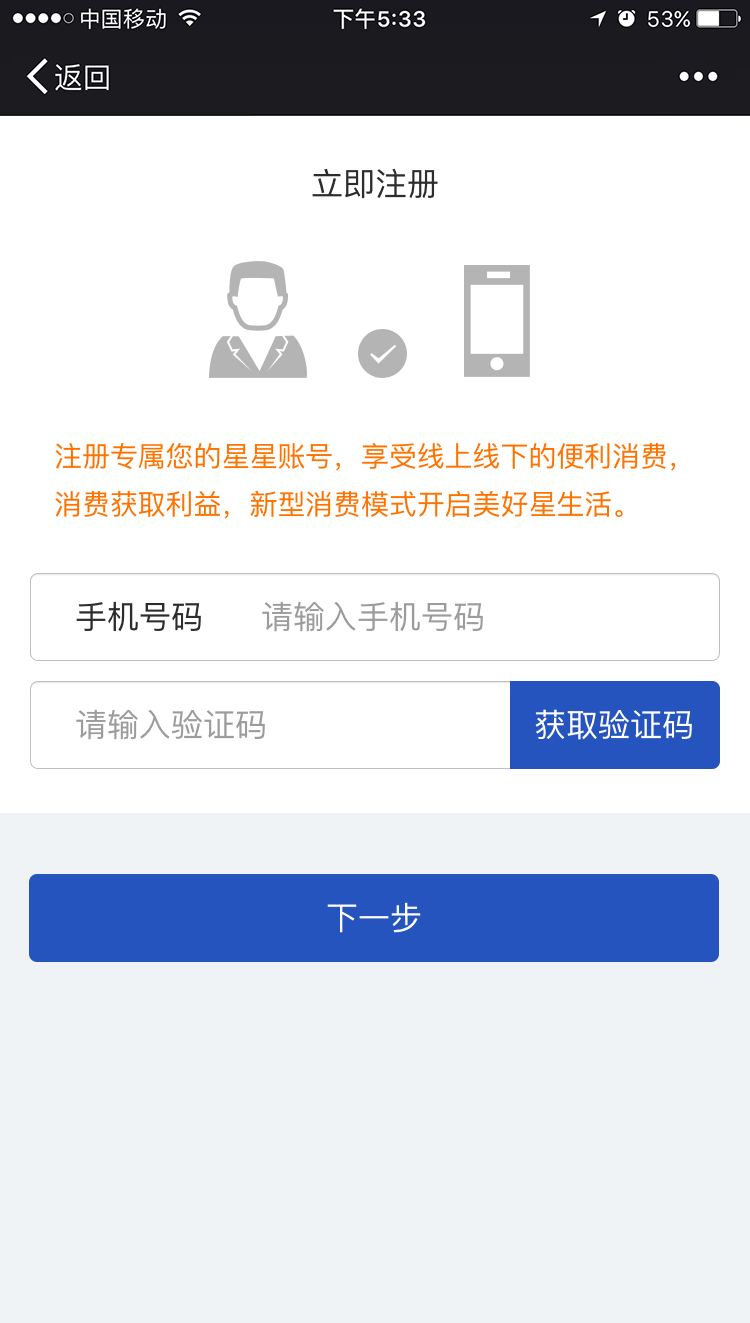 中国移动 下午5:33 53%
返回
立即注册
注册专属您的星星账号，享受线上线下的便利消费，
消费获取利益，新型消费模式开启美好星生活。
手机号码 请输入手机号码
请输入验证码 获取验证码
下一步